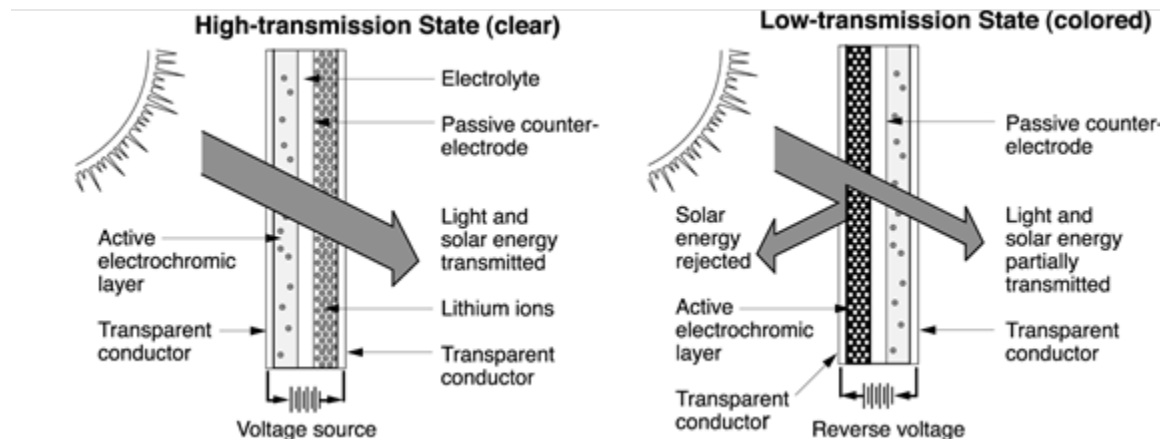 High-transmission State (clear)
Electrolyte
Passive counter-
electrode
Light and
solar energy
transmitted
Active
electrochromic
layer
Lithium ions
Transparent
conductor
Transparent
conductor
Voltage source
Low-transmission State (colored)
Passive counter-
electrode
Solar
energy
rejected
Light and
solar energy
partially
transmitted
Active
electrochromic
layer
Transparent
conductor
Transparent
conductor
Reverse voltage